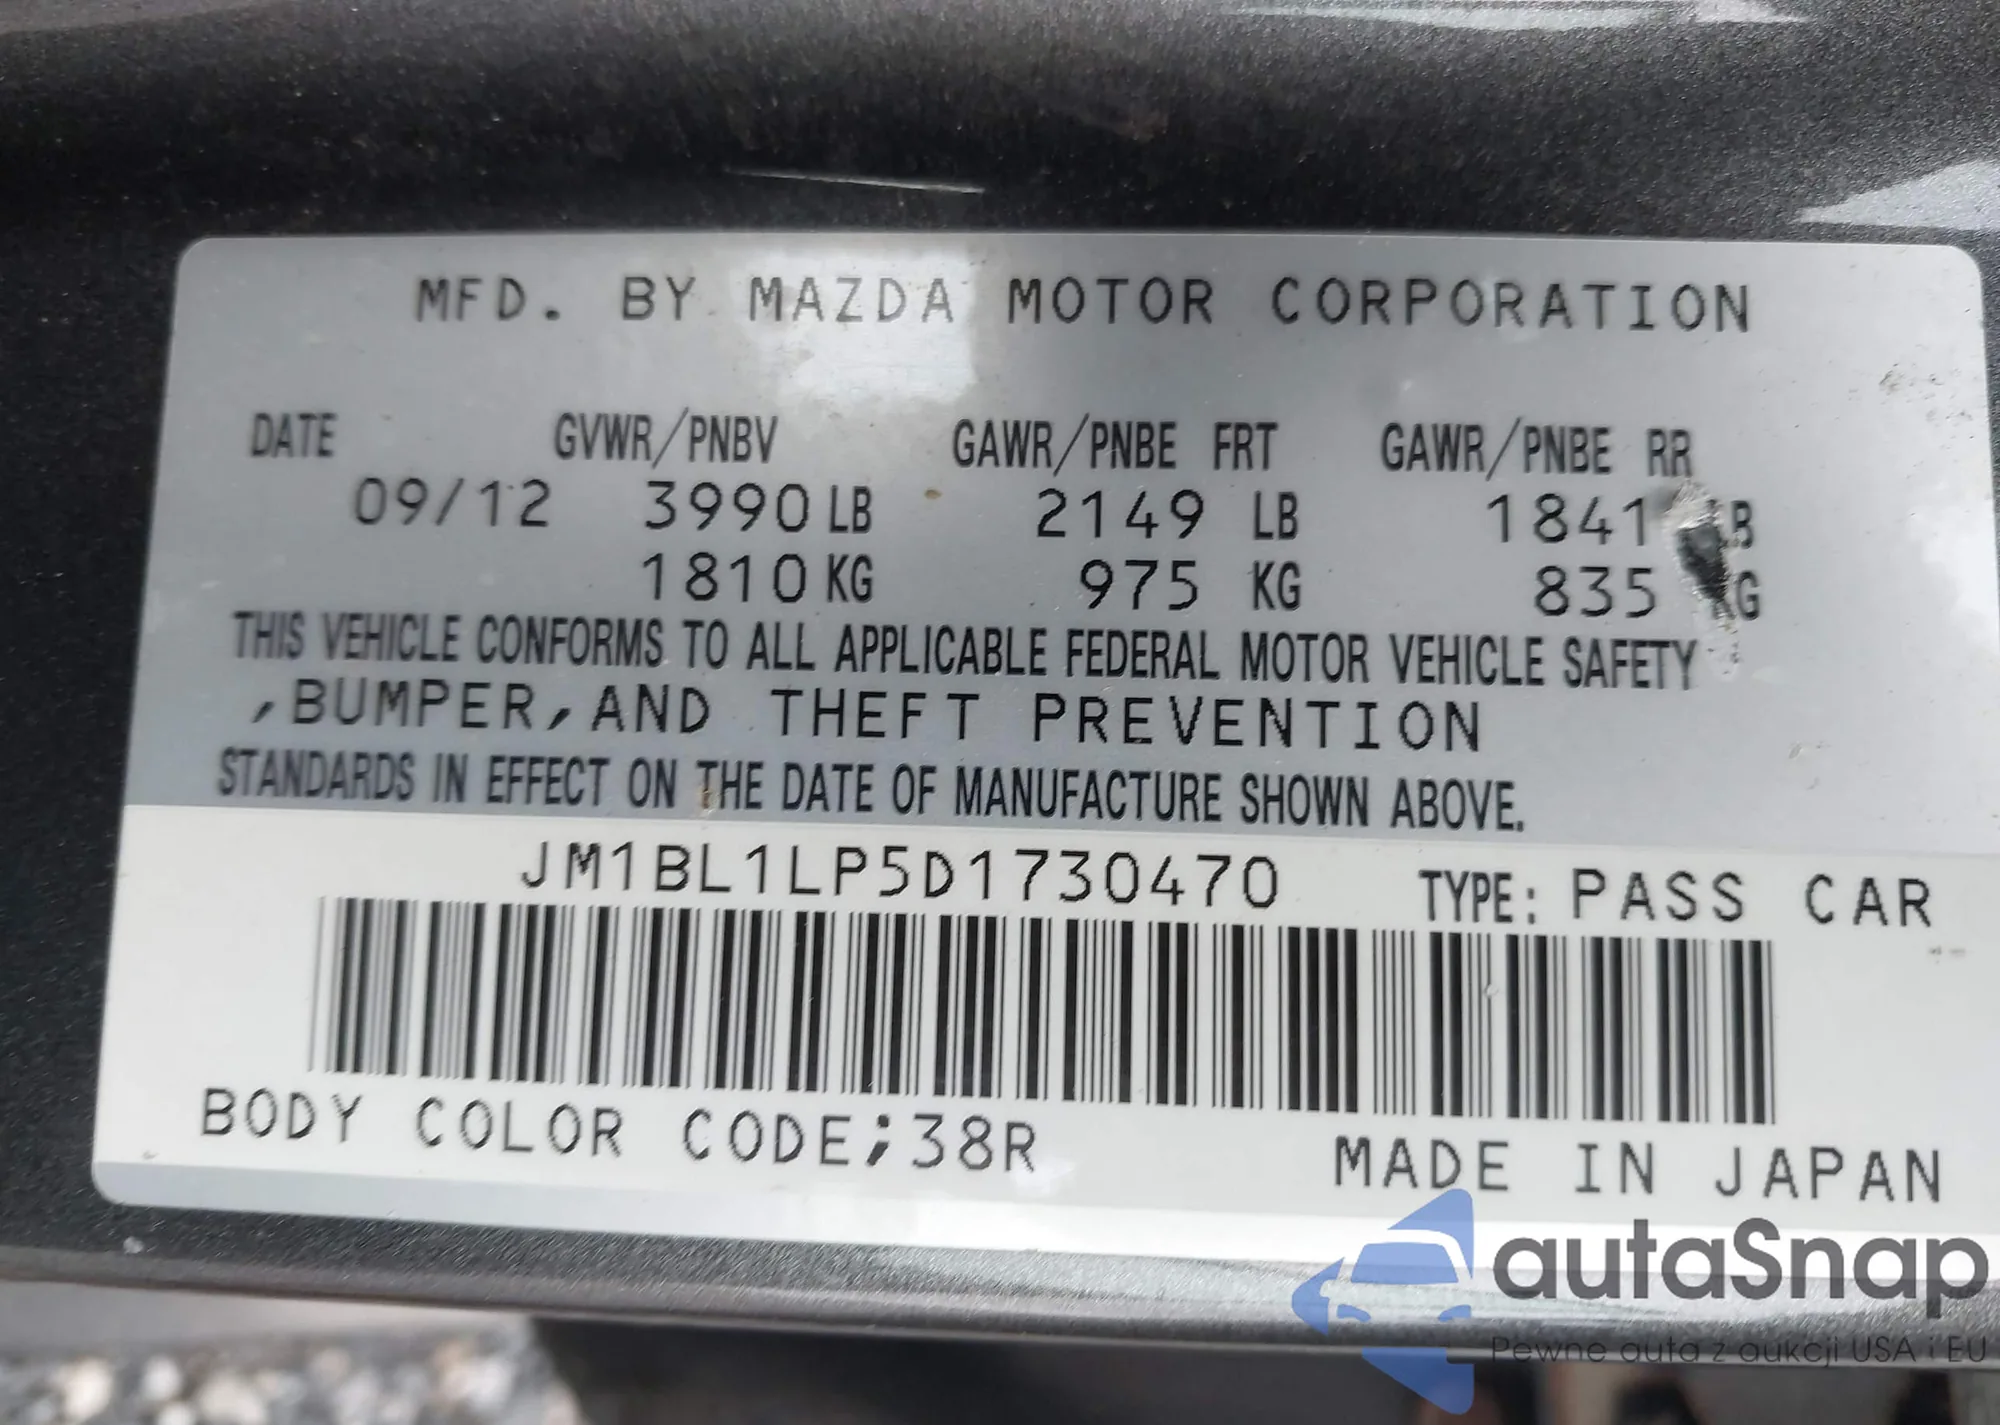 MFD. BY MAZDA MOTOR CORPORATION
DATE GVWR/PNBV GAWR/PNBE FRT GAWR/PNBE RR
09/12 3990 LB 2149 LB 1841
1810 KG 975 KG 835
THIS VEHICLE CONFORMS TO ALL APPLICABLE FEDERAL MOTOR VEHICLE SAFETY
,BUMPER,AND THEFT PREVENTION
STANDARDS IN EFFECT ON THE DATE OF MANUFACTURE SHOWN ABOVE.
JM1BL1LP5D1730470 TYPE: PASS CAR
BODY COLOR CODE;38R
MADE IN JAPAN
autaSnap
Pewne auta z aukcji USA i EU